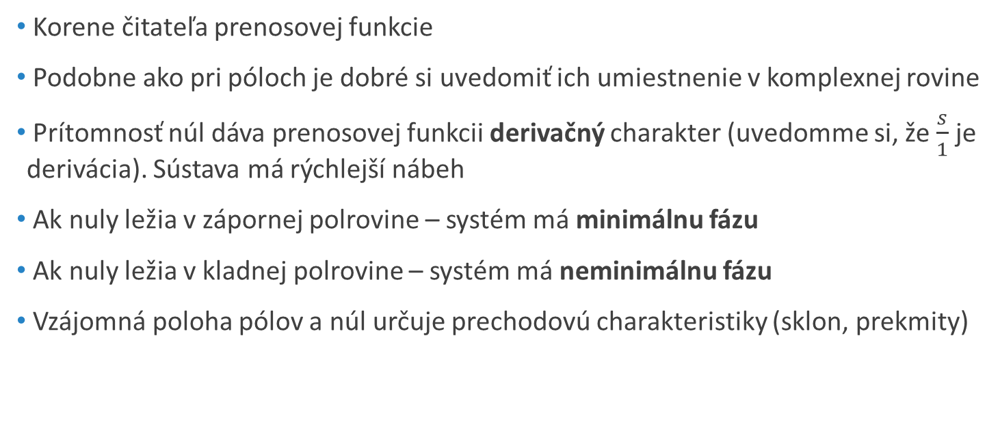 • Korene čitateľa prenosovej funkcie
• Podobne ako pri póloch je dobré si uvedomiť ich umiestnenie v komplexnej rovine
• Prítomnosť núl dáva prenosovej funkcii derivačný charakter (uvedomme si, že s/1 je
derivácia). Sústava má rýchlejší nábeh
• Ak nuly ležia v zápornej polrovine – systém má minimálnu fázu
• Ak nuly ležia v kladnej polrovine – systém má neminimálnu fázu
• Vzájomná poloha pólov a núl určuje prechodovú charakteristiky (sklon, prekmity)